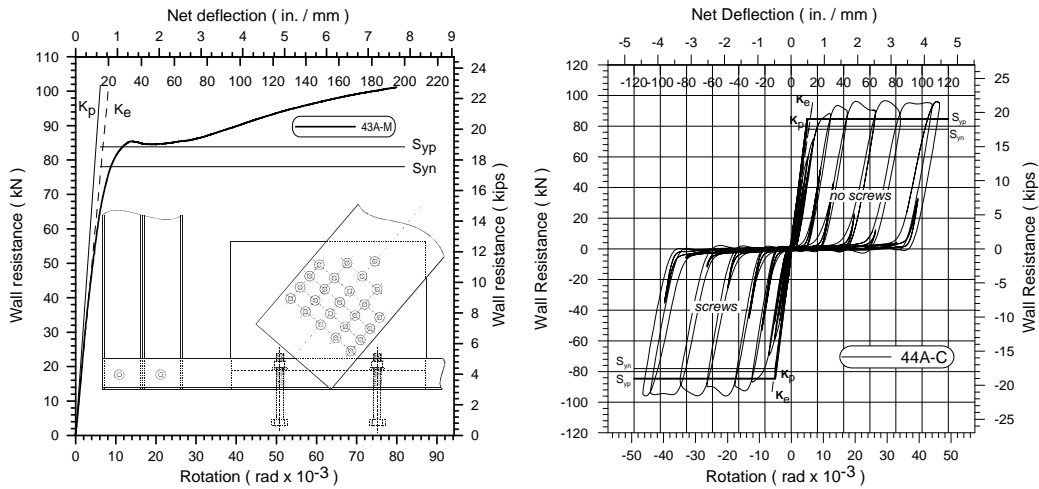 Net deflection ( in. / mm )
0 1 2 3 4 5 6 7 8 9
0 20 40 60 80 100 120 140 160 180 200 220
110
100
90
80
70
60
50
40
30
20
10
0
Wall resistance ( kN )
Kp Ke
43A-M
Syp
Syn
24
22
20
18
16
14
12
10
8
6
4
2
0
Wall resistance ( kips )
0 10 20 30 40 50 60 70 80 90
Rotation ( rad x 10-3 )
Net Deflection ( in. / mm )
-5 -4 -3 -2 -1 0 1 2 3 4 5
-120 -100 -80 -60 -40 -20 0 20 40 60 80 100 120
120
100
80
60
40
20
0
-20
-40
-60
-80
-100
-120
Wall Resistance ( kN )
Ke
Kp
Syp
Syn
no screws
screws
Syn
Syp
Kp
Ke
44A-C
25
20
15
10
5
0
-5
-10
-15
-20
-25
Wall Resistance ( kips )
-50 -40 -30 -20 -10 0 10 20 30 40 50
Rotation ( rad x 10-3 )